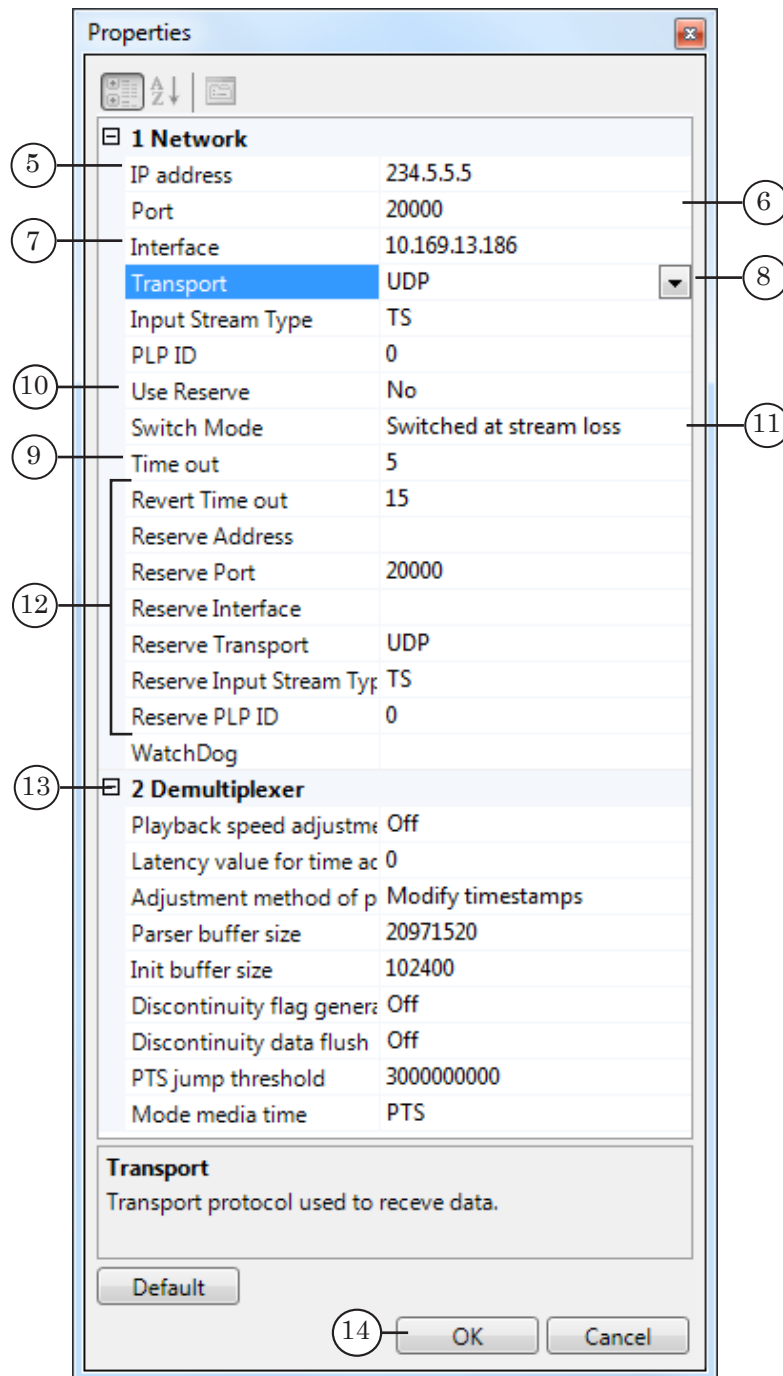 Properties
1 Network
5 IP address 234.5.5.5
Port 20000 6
7 Interface 10.169.13.186
Transport UDP 8
Input Stream Type TS
PLP ID 0
10 Use Reserve No
Switch Mode Switched at stream loss 11
9 Time out 5
Revert Time out 15
Reserve Address
Reserve Port 20000
12 Reserve Interface
Reserve Transport UDP
Reserve Input Stream Typ TS
Reserve PLP ID 0
WatchDog
13 2 Demultiplexer
Playback speed adjustme Off
Latency value for time ad 0
Adjustment method of p Modify timestamps
Parser buffer size 20971520
Init buffer size 102400
Discontinuity flag genera Off
Discontinuity data flush Off
PTS jump threshold 3000000000
Mode media time PTS
Transport
Transport protocol used to receve data.
Default
14 OK Cancel